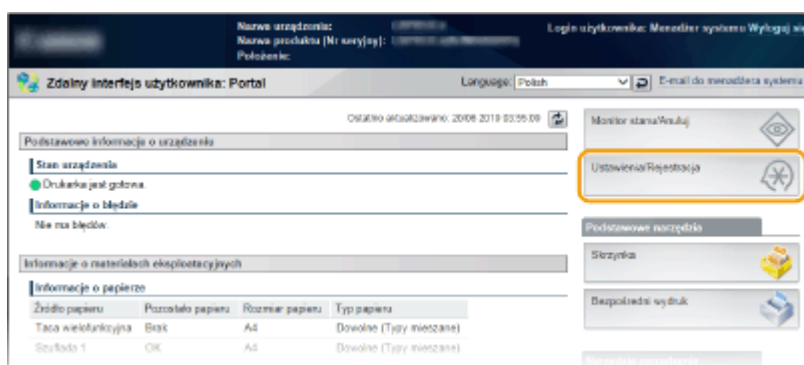 Nazwa urządzenia:
Nazwa produktu [Nr seryjny]:
Położenie:
Login użytkownika: Menedżer systemu Wyloguj się
Zdalny interfejs użytkownika: Portal
Language: Polish
E-mail do menedżera systemu
Ostatnio aktualizowano: 20/06 2019 03:55:09
Podstawowe informacje o urządzeniu
Stan urządzenia
Drukarka jest gotowa.
Informacje o błędzie
Nie ma błędów.
Informacje o materiałach eksploatacyjnych
Informacje o papierze
Źródło papieru Pozostało papieru Rozmiar papieru Typ papieru
Taca wielofunkcyjna Brak A4 Dowolne (Typy mieszane)
Szuflada 1 OK A4 Dowolne (Typy mieszane)
Monitor stanu/Anuluj
Ustawienia/Rejestracja
Podstawowe narzędzia
Skrzynka
Bezpośredni wydruk